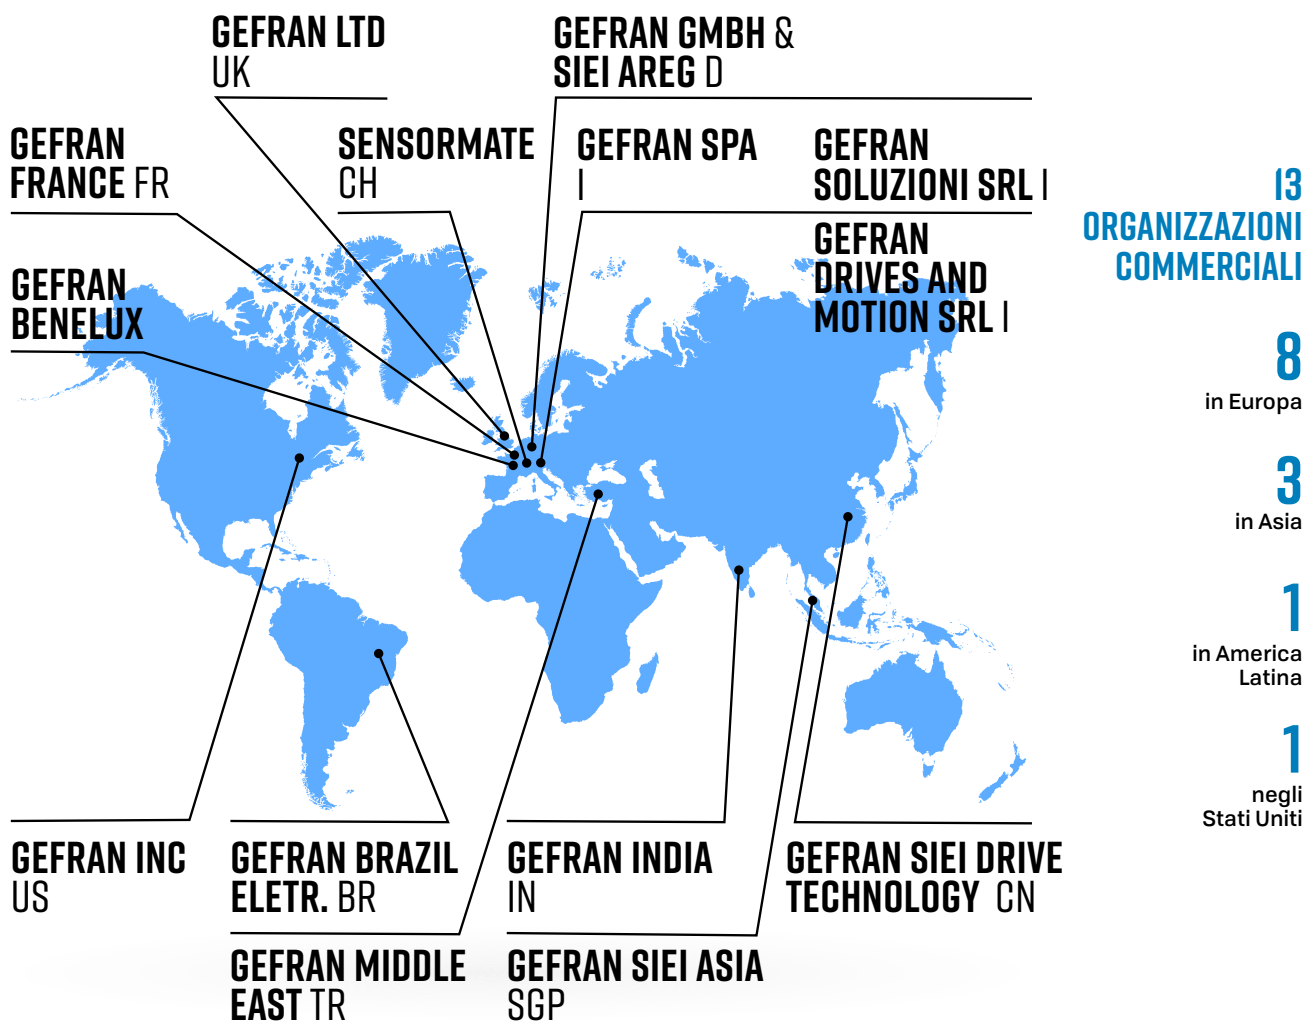 GEFRAN LTD
UK
GEFRAN GMBH &
SIEI AREG D
GEFRAN
FRANCE FR
SENSORMATE
CH
GEFRAN SPA
I
GEFRAN
SOLUZIONI SRL I
GEFRAN
DRIVES AND
MOTION SRL I
GEFRAN
BENELUX
13
ORGANIZZAZIONI
COMMERCIALI
8
in Europa
3
in Asia
1
in America
Latina
1
negli
Stati Uniti
GEFRAN INC
US
GEFRAN BRAZIL
ELETR. BR
GEFRAN INDIA
IN
GEFRAN SIEI DRIVE
TECHNOLOGY CN
GEFRAN MIDDLE
EAST TR
GEFRAN SIEI ASIA
SGP